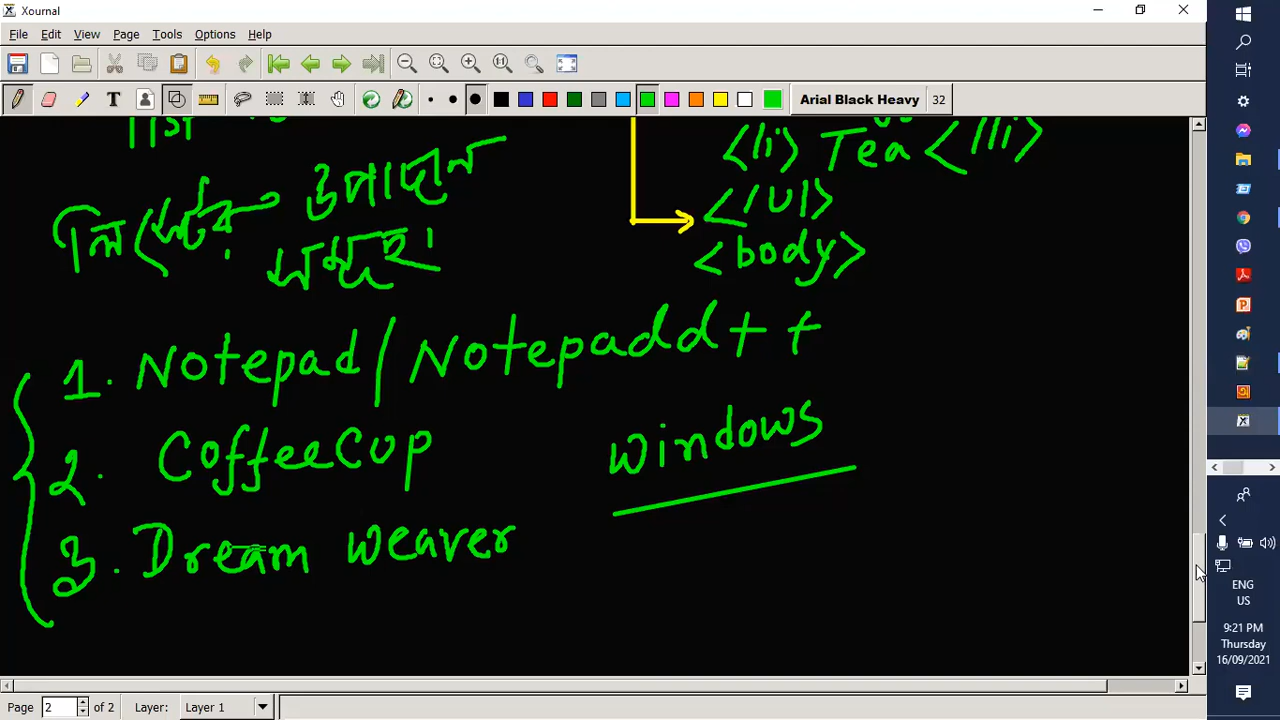 Xournal
File Edit View Page Tools Options Help
Arial Black Heavy 32
<li> Tea </li>
</ul>
<body>
1. Notepad/Notepadd++
2. CoffeeCup
windows
3. Dream weaver
ENG
US
9:21 PM
Thursday
16/09/2021
Page 2 of 2 Layer: Layer 1